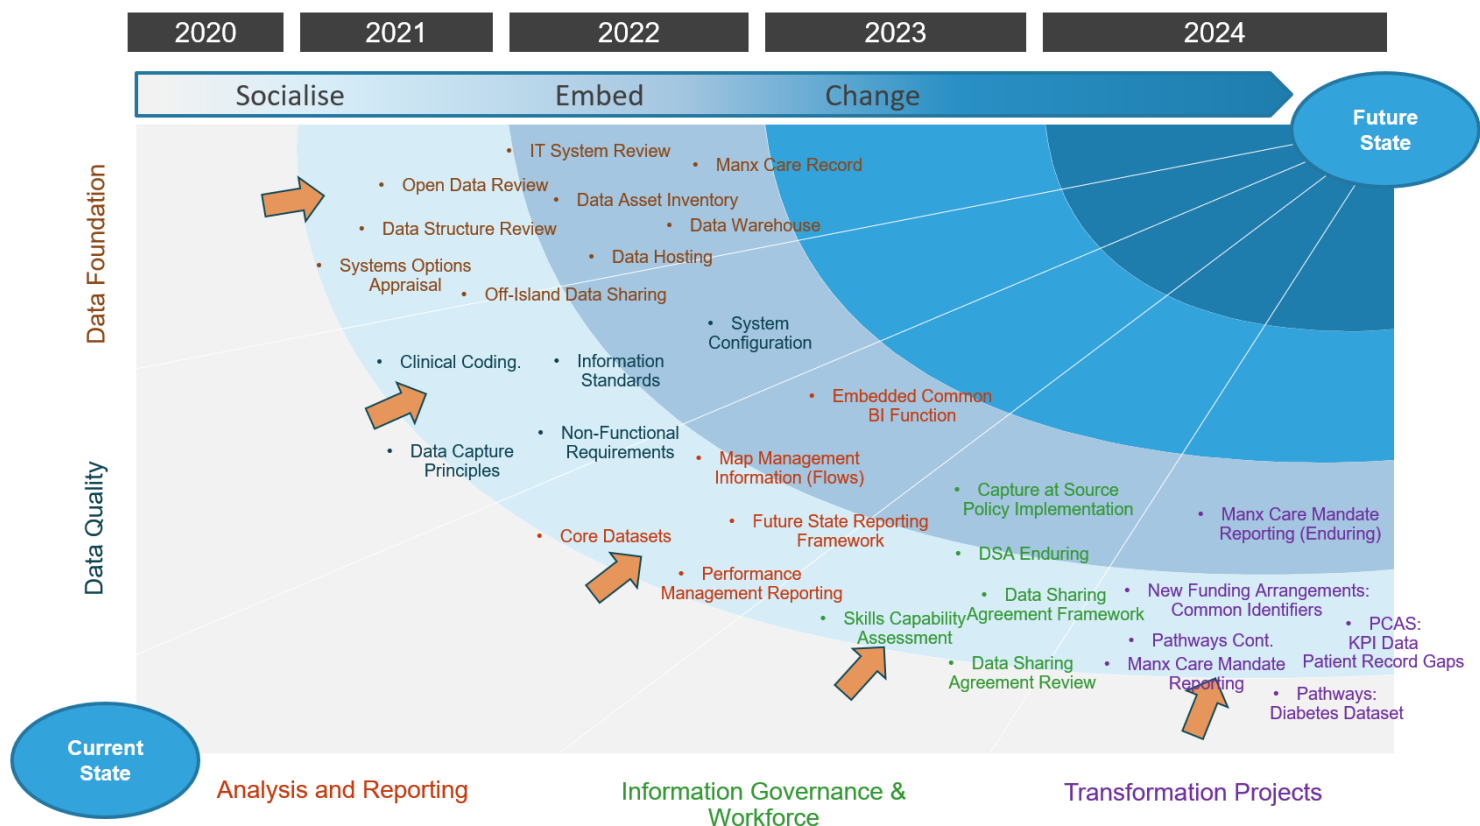 2020
2021
2022
2023
2024
Socialise
Embed
Change
Future
State
Data Foundation
• IT System Review
• Manx Care Record
• Open Data Review
• Data Asset Inventory
• Data Structure Review
• Data Warehouse
• Data Hosting
• Systems Options
Appraisal
• Off-Island Data Sharing
Data Quality
• System
Configuration
• Clinical Coding.
• Information
Standards
• Data Capture
Principles
• Non-Functional
Requirements
• Embedded Common
BI Function
• Map Management
Information (Flows)
• Core Datasets
• Future State Reporting
Framework
• Performance
Management Reporting
• Capture at Source
Policy Implementation
• DSA Enduring
• Data Sharing
Agreement Framework
• Skills Capability
Assessment
• Data Sharing
Agreement Review
• Manx Care Mandate
Reporting (Enduring)
• New Funding Arrangements:
Common Identifiers
• PCAS:
KPI Data
Patient Record Gaps
• Pathways Cont.
• Manx Care Mandate
Reporting
• Pathways:
Diabetes Dataset
Current
State
Analysis and Reporting
Information Governance &
Workforce
Transformation Projects